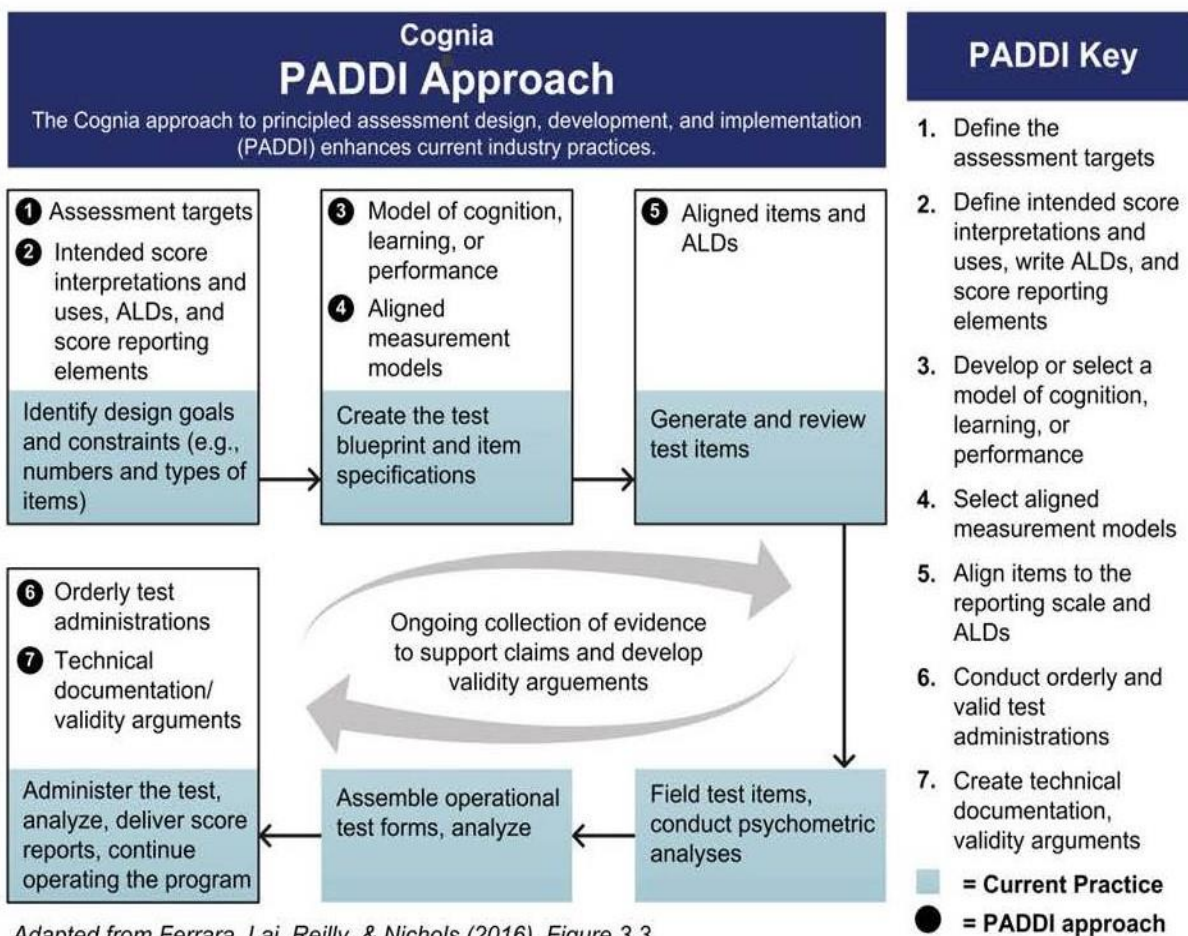 Cognia
PADDI Approach
The Cognia approach to principled assessment design, development, and implementation
(PADDI) enhances current industry practices.
1 Assessment targets
2 Intended score
interpretations and
uses, ALDs, and
score reporting
elements
Identify design goals
and constraints (e.g.,
numbers and types of
items)
3 Model of cognition,
learning, or
performance
4 Aligned
measurement
models
Create the test
blueprint and item
specifications
5 Aligned items and
ALDs
Generate and review
test items
Ongoing collection of evidence
to support claims and develop
validity arguements
6 Orderly test
administrations
7 Technical
documentation/
validity arguments
Administer the test,
analyze, deliver score
reports, continue
operating the program
Assemble operational
test forms, analyze
Field test items,
conduct psychometric
analyses
Adapted from Ferrara, Lai, Reilly, & Nichols (2016), Figure 3.3
PADDI Key
1. Define the
assessment targets
2. Define intended score
interpretations and
uses, write ALDs, and
score reporting
elements
3. Develop or select a
model of cognition,
learning, or
performance
4. Select aligned
measurement models
5. Align items to the
reporting scale and
ALDs
6. Conduct orderly and
valid test
administrations
7. Create technical
documentation,
validity arguments
= Current Practice
= PADDI approach